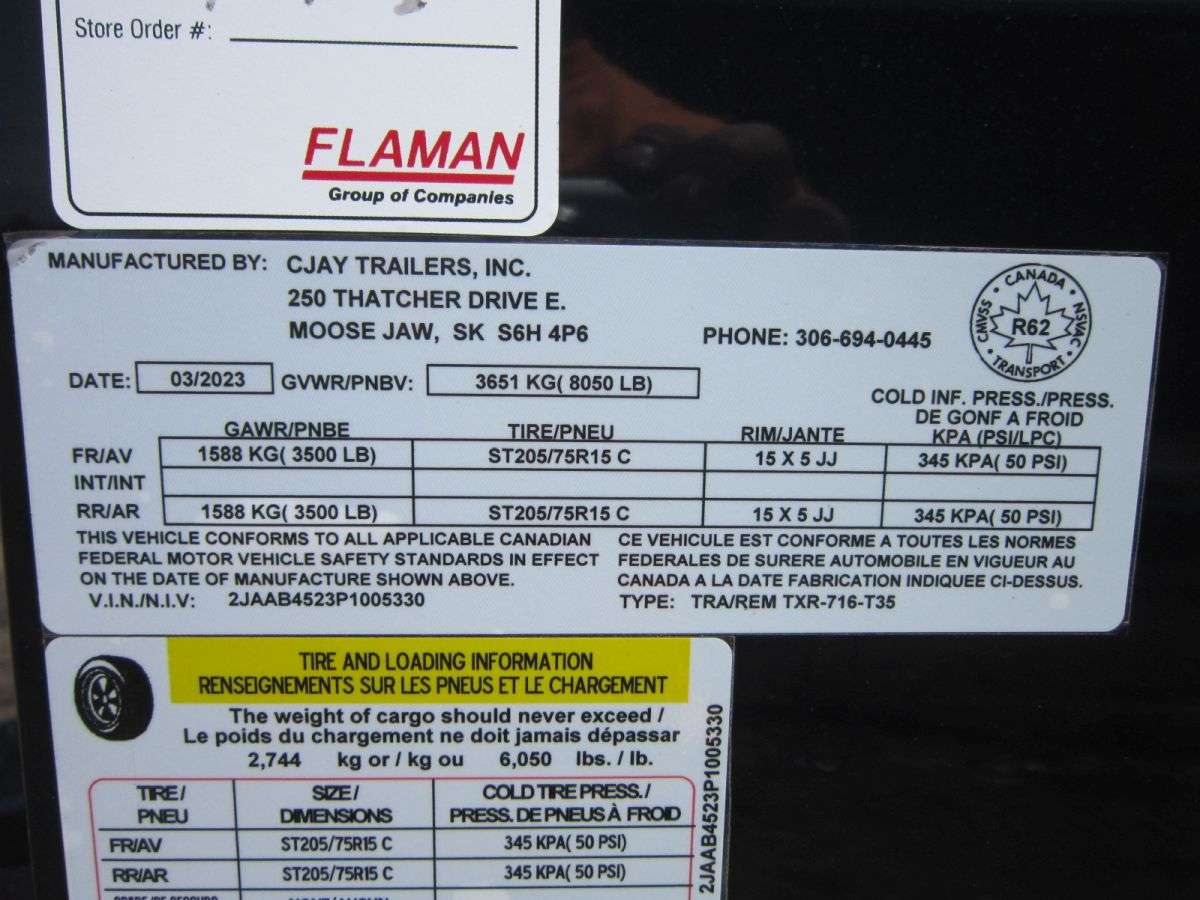 Store Order #:
FLAMAN
Group of Companies
MANUFACTURED BY: CJAY TRAILERS, INC.
250 THATCHER DRIVE E.
MOOSE JAW, SK S6H 4P6
PHONE: 306-694-0445
CANADA
CMVSS
NSVAC
R62
TRANSPORT
DATE: 03/2023 GVWR/PNBV: 3651 KG( 8050 LB)
COLD INF. PRESS./PRESS.
DE GONF A FROID
GAWR/PNBE TIRE/PNEU RIM/JANTE KPA (PSI/LPC)
FR/AV 1588 KG( 3500 LB) ST205/75R15 C 15 X 5 JJ 345 KPA( 50 PSI)
INT/INT
RR/AR 1588 KG( 3500 LB) ST205/75R15 C 15 X 5 JJ 345 KPA( 50 PSI)
THIS VEHICLE CONFORMS TO ALL APPLICABLE CANADIAN
FEDERAL MOTOR VEHICLE SAFETY STANDARDS IN EFFECT
ON THE DATE OF MANUFACTURE SHOWN ABOVE.
V.I.N./N.I.V: 2JAAB4523P1005330
CE VEHICULE EST CONFORME A TOUTES LES NORMES
FEDERALES DE SURERE AUTOMOBILE EN VIGUEUR AU
CANADA A LA DATE FABRICATION INDIQUEE CI-DESSUS.
TYPE: TRA/REM TXR-716-T35
TIRE AND LOADING INFORMATION
RENSEIGNEMENTS SUR LES PNEUS ET LE CHARGEMENT
The weight of cargo should never exceed /
Le poids du chargement ne doit jamais dépassar
2,744 kg or / kg ou 6,050 lbs. / lb.
TIRE / SIZE / COLD TIRE PRESS. /
PNEU DIMENSIONS PRESS. DE PNEUS À FROID
FR/AV ST205/75R15 C 345 KPA( 50 PSI)
RR/AR ST205/75R15 C 345 KPA( 50 PSI)
2JAAB4523P1005330